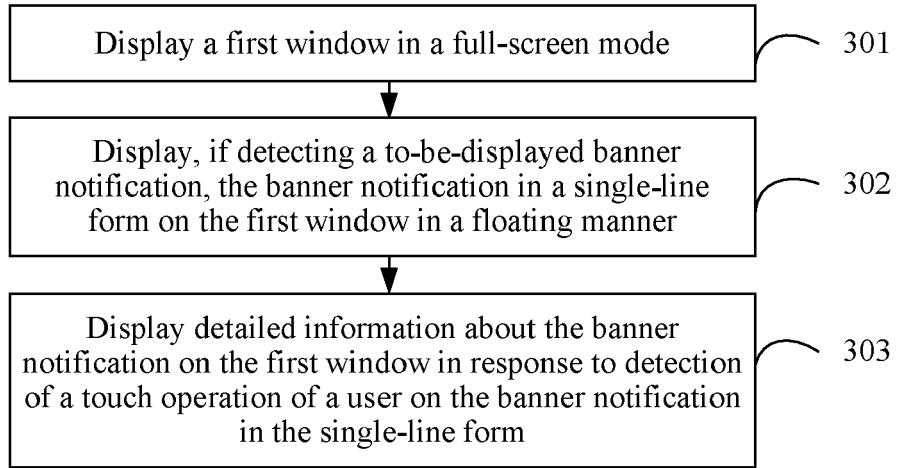 Display a first window in a full-screen mode
301
Display, if detecting a to-be-displayed banner
notification, the banner notification in a single-line
form on the first window in a floating manner
302
Display detailed information about the banner
notification on the first window in response to detection
of a touch operation of a user on the banner notification
in the single-line form
303